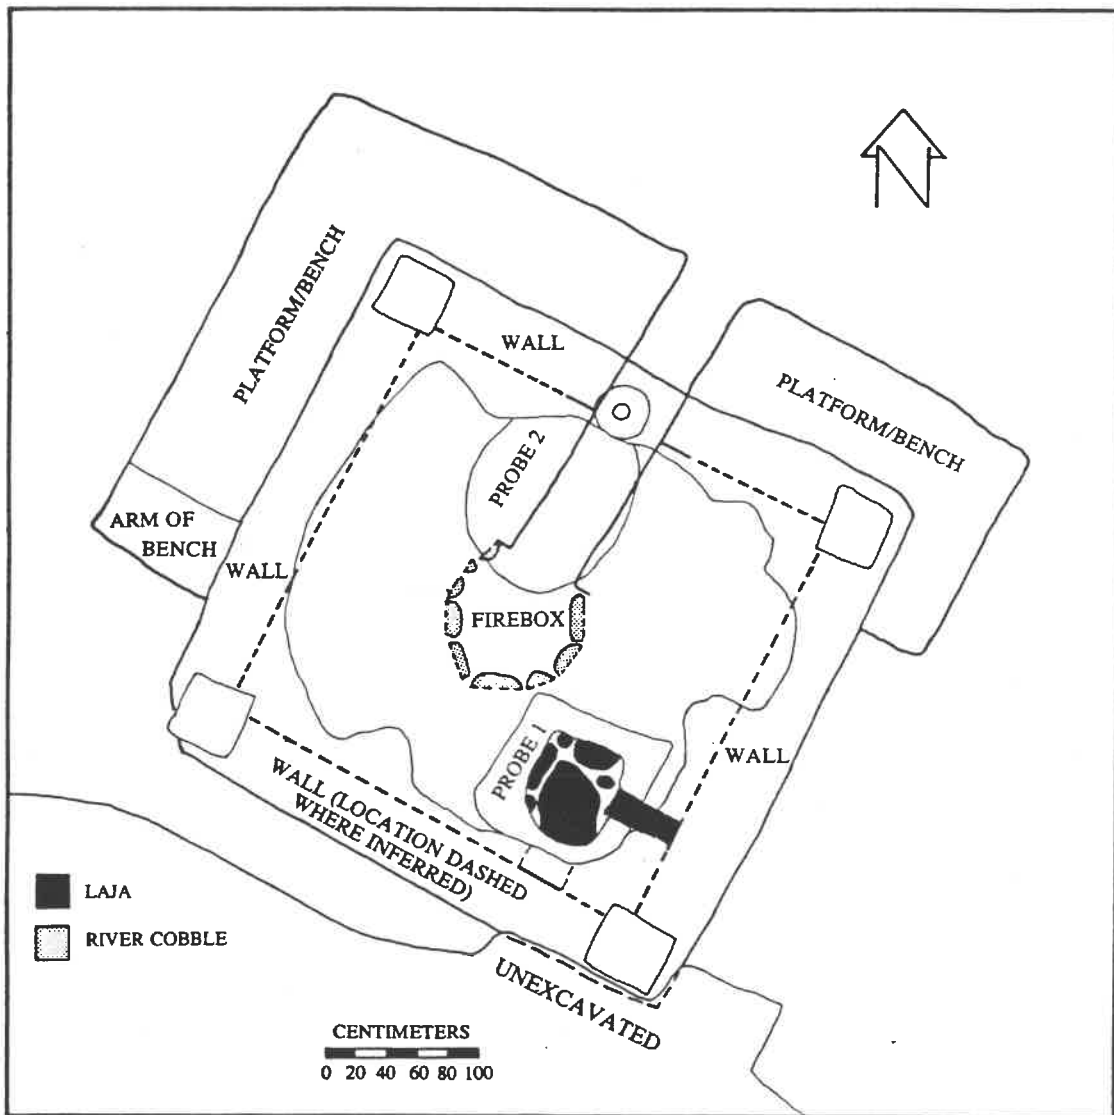 N
PLATFORM/BENCH
WALL
PLATFORM/BENCH
PROBE 2
ARM OF
BENCH
WALL
FIREBOX
PROBE 1
WALL
WALL (LOCATION DASHED
WHERE INFERRED)
LAJA
RIVER COBBLE
UNEXCAVATED
CENTIMETERS
0 20 40 60 80 100